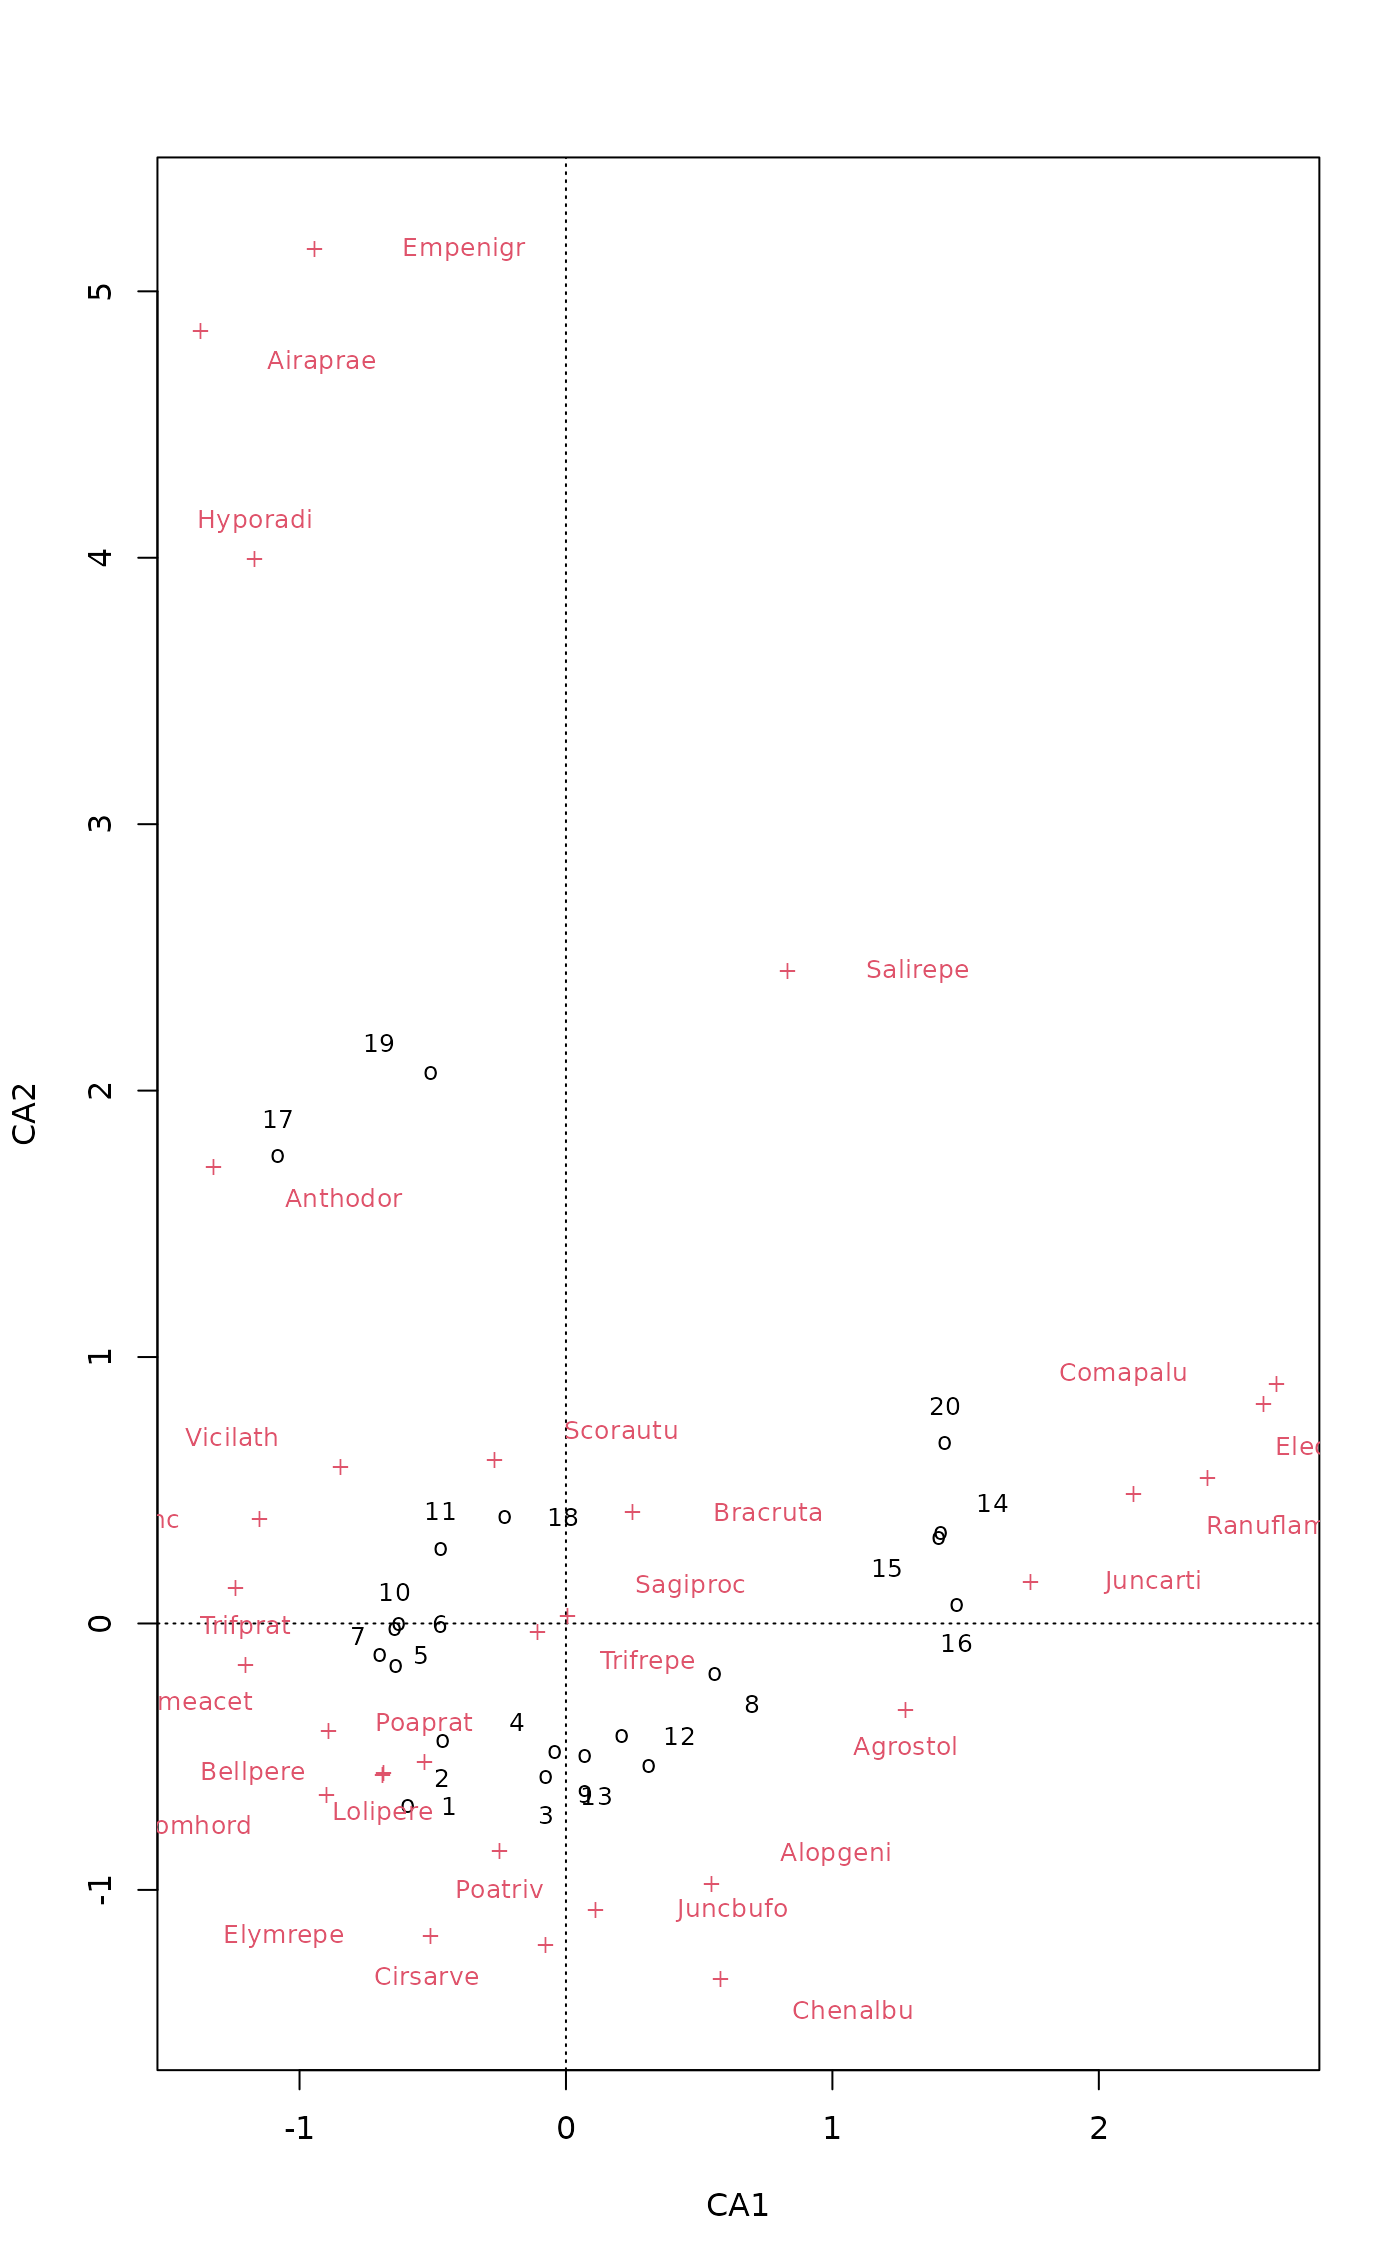 Empenigr
5
Airaprae
Hyporadi
4
3
Salirepe
19
2
17
CA2
Anthodor
1
Comapalu
20
Scorautu
Vicilath
Elec
14
11
18
Bracruta
nc
Ranuflam
15
Juncarti
Sagiproc
10
0
Trifprat
6
7
16
5
Trifrepe
meacet
8
Poaprat
4
12
Agrostol
Bellpere
2
9
13
1
Lolipere
3
omhord
Alopgeni
-1
Poatriv
Juncbufo
Elymrepe
Cirsarve
Chenalbu
-1 0 1 2
CA1